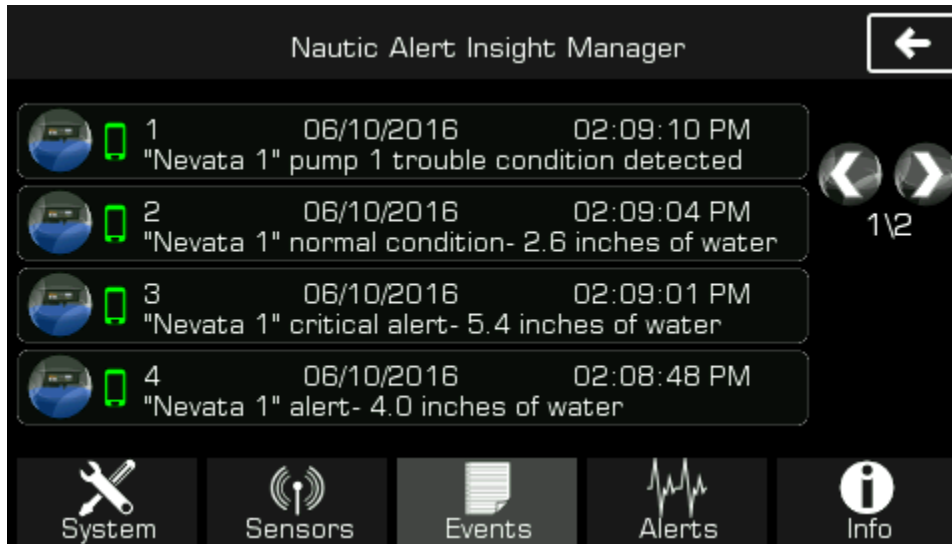 Nautic Alert Insight Manager
1 06/10/2016 02:09:10 PM
"Nevata 1" pump 1 trouble condition detected
2 06/10/2016 02:09:04 PM
"Nevata 1" normal condition- 2.6 inches of water
3 06/10/2016 02:09:01 PM
"Nevata 1" critical alert- 5.4 inches of water
4 06/10/2016 02:08:48 PM
"Nevata 1" alert- 4.0 inches of water
1\2
System Sensors Events Alerts Info